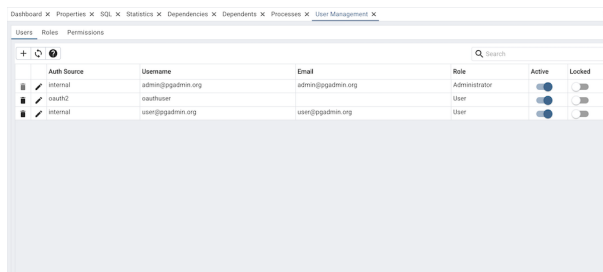 Dashboard Properties SQL Statistics Dependencies Dependents Processes User Management
Users Roles Permissions
Search
Auth Source Username Email Role Active Locked
internal admin@pgadmin.org admin@pgadmin.org Administrator
oauth2 oauthuser User
internal user@pgadmin.org user@pgadmin.org User